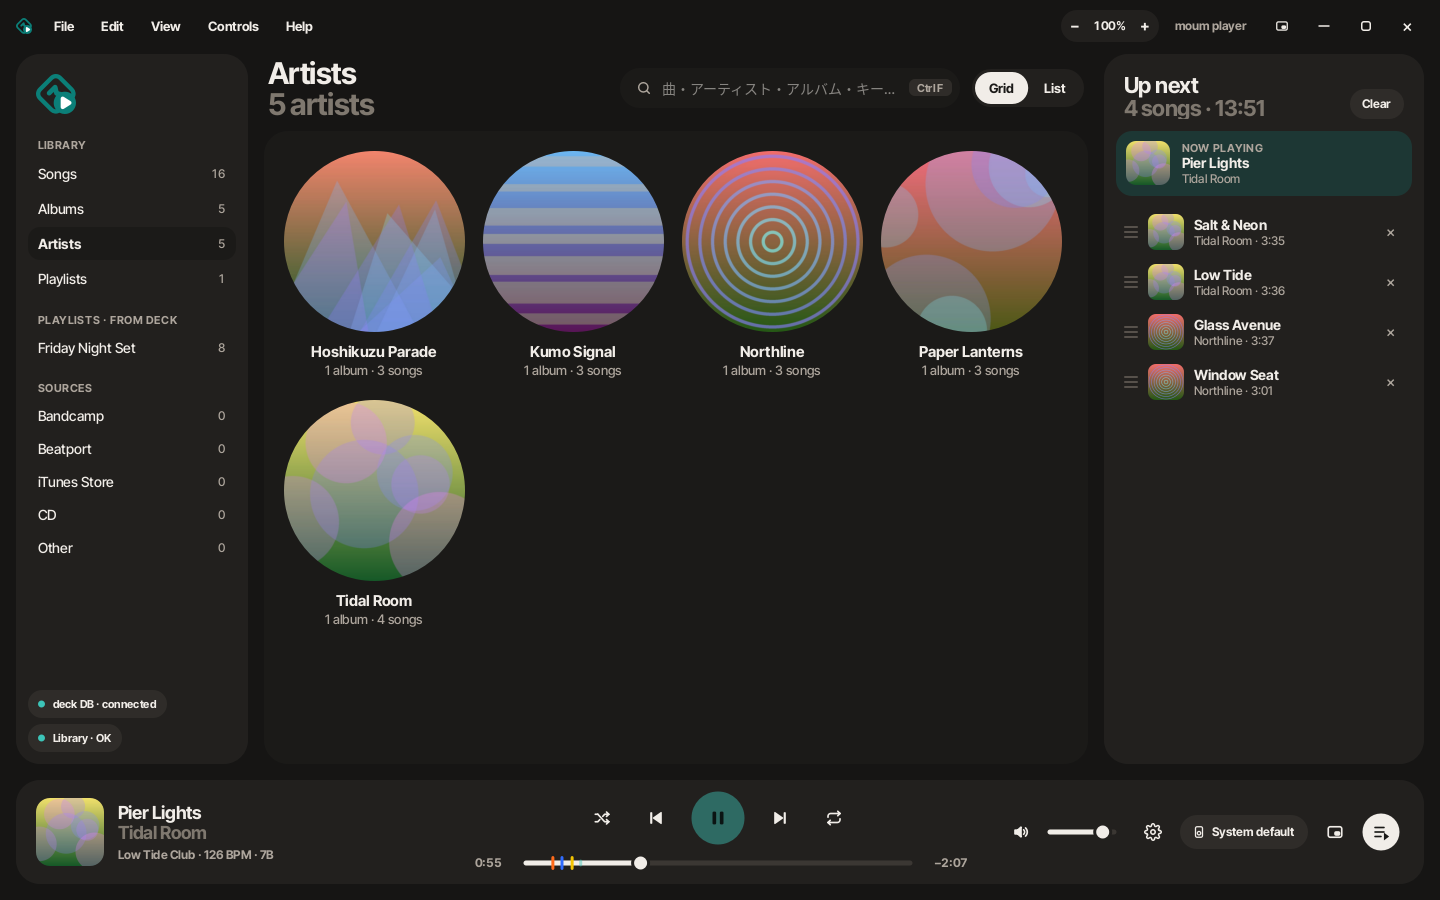 File Edit View Controls Help
− 100% + moum player
LIBRARY
Songs 16
Albums 5
Artists 5
Playlists 1
PLAYLISTS · FROM DECK
Friday Night Set 8
SOURCES
Bandcamp 0
Beatport 0
iTunes Store 0
CD 0
Other 0
deck DB · connected
Library · OK
Artists
5 artists
曲・アーティスト・アルバム・キー... Ctrl F
Grid List
Hoshikuzu Parade
1 album · 3 songs
Kumo Signal
1 album · 3 songs
Northline
1 album · 3 songs
Paper Lanterns
1 album · 3 songs
Tidal Room
1 album · 4 songs
Up next
4 songs · 13:51
Clear
NOW PLAYING
Pier Lights
Tidal Room
Salt & Neon
Tidal Room · 3:35
Low Tide
Tidal Room · 3:36
Glass Avenue
Northline · 3:37
Window Seat
Northline · 3:01
Pier Lights
Tidal Room
Low Tide Club · 126 BPM · 7B
0:55
−2:07
System default